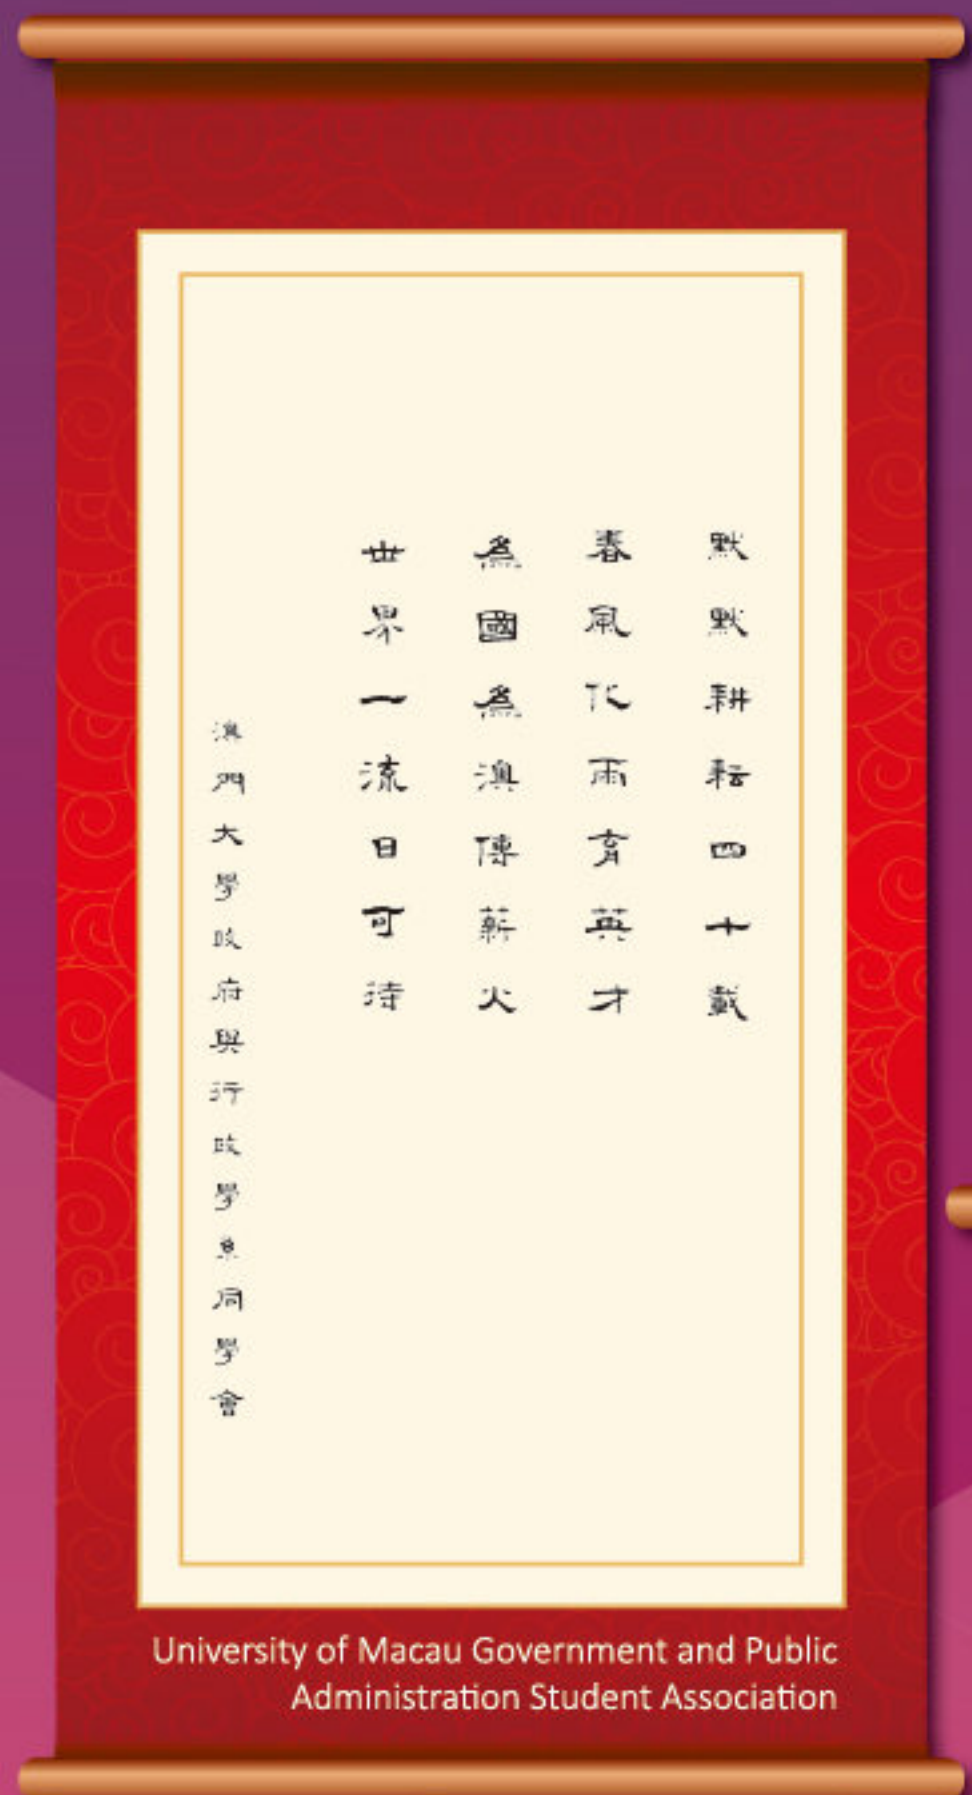 默默耕耘四十載
春風化雨育英才
為國為澳傳薪火
世界一流日可待
澳門大學政府與行政學系同學會
University of Macau Government and Public
Administration Student Association